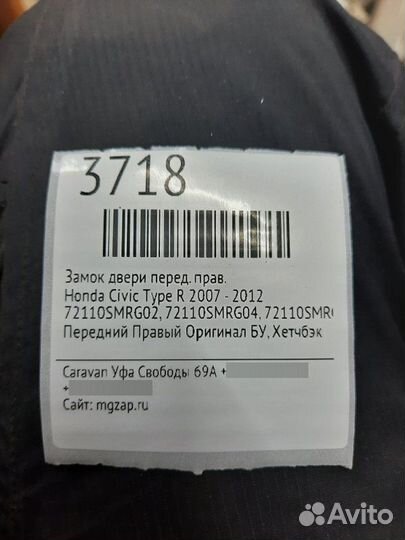 3718
Замок двери перед. прав.
Honda Civic Type R 2007 - 2012
72110SMRG02, 72110SMRG04, 72110SMR
Передний Правый Оригинал БУ, Хетчбэк
Caravan Уфа Свободы 69А +
+
Сайт: mgzap.ru
Avito